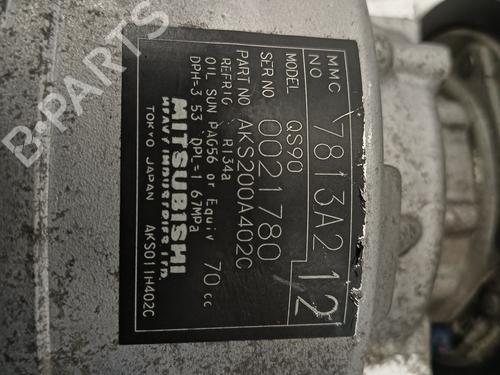 MMC NO 7813A212
MODEL QS90
SER NO 0021780
PART NO AKS200A402C
REFRIG R134a
OIL SUN PAG56 or Equiv 70 cc
DPH-3 53 DPL-1 67MPa
MITSUBISHI
HEAVY INDUSTRIES LTD.
TOKYO JAPAN AKS011H402C
B-PARTS